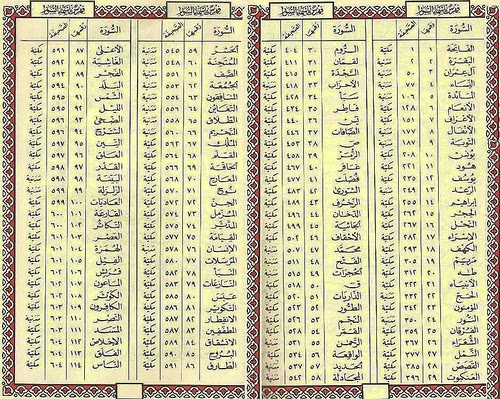 فهرس بأسماء السور
السورة رقمها الصحيفة
الفاتحة ١ ١ مكية
البقرة ٢ ٢ مدنية
آل عمران ٣ ٥٠ مدنية
النساء ٤ ٧٧ مدنية
المائدة ٥ ١٠٦ مدنية
الأنعام ٦ ١٢٨ مكية
الأعراف ٧ ١٥١ مكية
الأنفال ٨ ١٧٧ مدنية
التوبة ٩ ١٨٧ مدنية
يونس ١٠ ٢٠٨ مكية
هود ١١ ٢٢١ مكية
يوسف ١٢ ٢٣٥ مكية
الرعد ١٣ ٢٤٩ مدنية
إبراهيم ١٤ ٢٥٥ مكية
الحجر ١٥ ٢٦٢ مكية
النحل ١٦ ٢٦٧ مكية
الإسراء ١٧ ٢٨٢ مكية
الكهف ١٨ ٢٩٣ مكية
مريم ١٩ ٣٠٥ مكية
طه ٢٠ ٣١٢ مكية
الأنبياء ٢١ ٣٢٢ مكية
الحج ٢٢ ٣٣٢ مدنية
المؤمنون ٢٣ ٣٤٢ مكية
النور ٢٤ ٣٥٠ مدنية
الفرقان ٢٥ ٣٥٩ مكية
الشعراء ٢٦ ٣٦٧ مكية
النمل ٢٧ ٣٧٧ مكية
القصص ٢٨ ٣٨٥ مكية
العنكبوت ٢٩ ٣٩٦ مكية
السورة رقمها الصحيفة
الروم ٣٠ ٤٠٤ مكية
لقمان ٣١ ٤١١ مكية
السجدة ٣٢ ٤١٥ مكية
الأحزاب ٣٣ ٤١٨ مدنية
سبأ ٣٤ ٤٢٨ مكية
فاطر ٣٥ ٤٣٤ مكية
يس ٣٦ ٤٤٠ مكية
الصافات ٣٧ ٤٤٦ مكية
ص ٣٨ ٤٥٣ مكية
الزمر ٣٩ ٤٥٨ مكية
غافر ٤٠ ٤٦٧ مكية
فصلت ٤١ ٤٧٧ مكية
الشورى ٤٢ ٤٨٣ مكية
الزخرف ٤٣ ٤٨٩ مكية
الدخان ٤٤ ٤٩٦ مكية
الجاثية ٤٥ ٤٩٩ مكية
الأحقاف ٤٦ ٥٠٢ مكية
محمد ٤٧ ٥٠٧ مدنية
الفتح ٤٨ ٥١١ مدنية
الحجرات ٤٩ ٥١٥ مدنية
ق ٥٠ ٥١٨ مكية
الذاريات ٥١ ٥٢٠ مكية
الطور ٥٢ ٥٢٣ مكية
النجم ٥٣ ٥٢٦ مكية
القمر ٥٤ ٥٢٨ مكية
الرحمن ٥٥ ٥٣١ مدنية
الواقعة ٥٦ ٥٣٤ مكية
الحديد ٥٧ ٥٣٧ مدنية
المجادلة ٥٨ ٥٤٢ مدنية
فهرس بأسماء السور
السورة رقمها الصحيفة
الحشر ٥٩ ٥٤٥ مدنية
الممتحنة ٦٠ ٥٤٩ مدنية
الصف ٦١ ٥٥١ مدنية
الجمعة ٦٢ ٥٥٣ مدنية
المنافقون ٦٣ ٥٥٤ مدنية
التغابن ٦٤ ٥٥٦ مدنية
الطلاق ٦٥ ٥٥٨ مدنية
التحريم ٦٦ ٥٦٠ مدنية
الملك ٦٧ ٥٦٢ مكية
القلم ٦٨ ٥٦٤ مكية
الحاقة ٦٩ ٥٦٦ مكية
المعارج ٧٠ ٥٦٨ مكية
نوح ٧١ ٥٧٠ مكية
الجن ٧٢ ٥٧٢ مكية
المزمل ٧٣ ٥٧٤ مكية
المدثر ٧٤ ٥٧٥ مكية
القيامة ٧٥ ٥٧٧ مكية
الإنسان ٧٦ ٥٧٨ مدنية
المرسلات ٧٧ ٥٨٠ مكية
النبأ ٧٨ ٥٨٢ مكية
النازعات ٧٩ ٥٨٣ مكية
عبس ٨٠ ٥٨٥ مكية
التكوير ٨١ ٥٨٦ مكية
الانفطار ٨٢ ٥٨٧ مكية
المطففين ٨٣ ٥٨٧ مكية
الانشقاق ٨٤ ٥٨٩ مكية
البروج ٨٥ ٥٩٠ مكية
الطارق ٨٦ ٥٩١ مكية
السورة رقمها الصحيفة
الأعلى ٨٧ ٥٩١ مكية
الغاشية ٨٨ ٥٩٢ مكية
الفجر ٨٩ ٥٩٣ مكية
البلد ٩٠ ٥٩٤ مكية
الشمس ٩١ ٥٩٥ مكية
الليل ٩٢ ٥٩٥ مكية
الضحى ٩٣ ٥٩٦ مكية
الشرح ٩٤ ٥٩٦ مكية
التين ٩٥ ٥٩٧ مكية
العلق ٩٦ ٥٩٧ مكية
القدر ٩٧ ٥٩٨ مكية
البينة ٩٨ ٥٩٨ مدنية
الزلزلة ٩٩ ٥٩٩ مدنية
العاديات ١٠٠ ٥٩٩ مكية
القارعة ١٠١ ٦٠٠ مكية
التكاثر ١٠٢ ٦٠٠ مكية
العصر ١٠٣ ٦٠١ مكية
الهمزة ١٠٤ ٦٠١ مكية
الفيل ١٠٥ ٦٠١ مكية
قريش ١٠٦ ٦٠٢ مكية
الماعون ١٠٧ ٦٠٢ مكية
الكوثر ١٠٨ ٦٠٢ مكية
الكافرون ١٠٩ ٦٠٣ مكية
النصر ١١٠ ٦٠٣ مدنية
المسد ١١١ ٦٠٣ مكية
الإخلاص ١١٢ ٦٠٤ مكية
الفلق ١١٣ ٦٠٤ مكية
الناس ١١٤ ٦٠٤ مكية